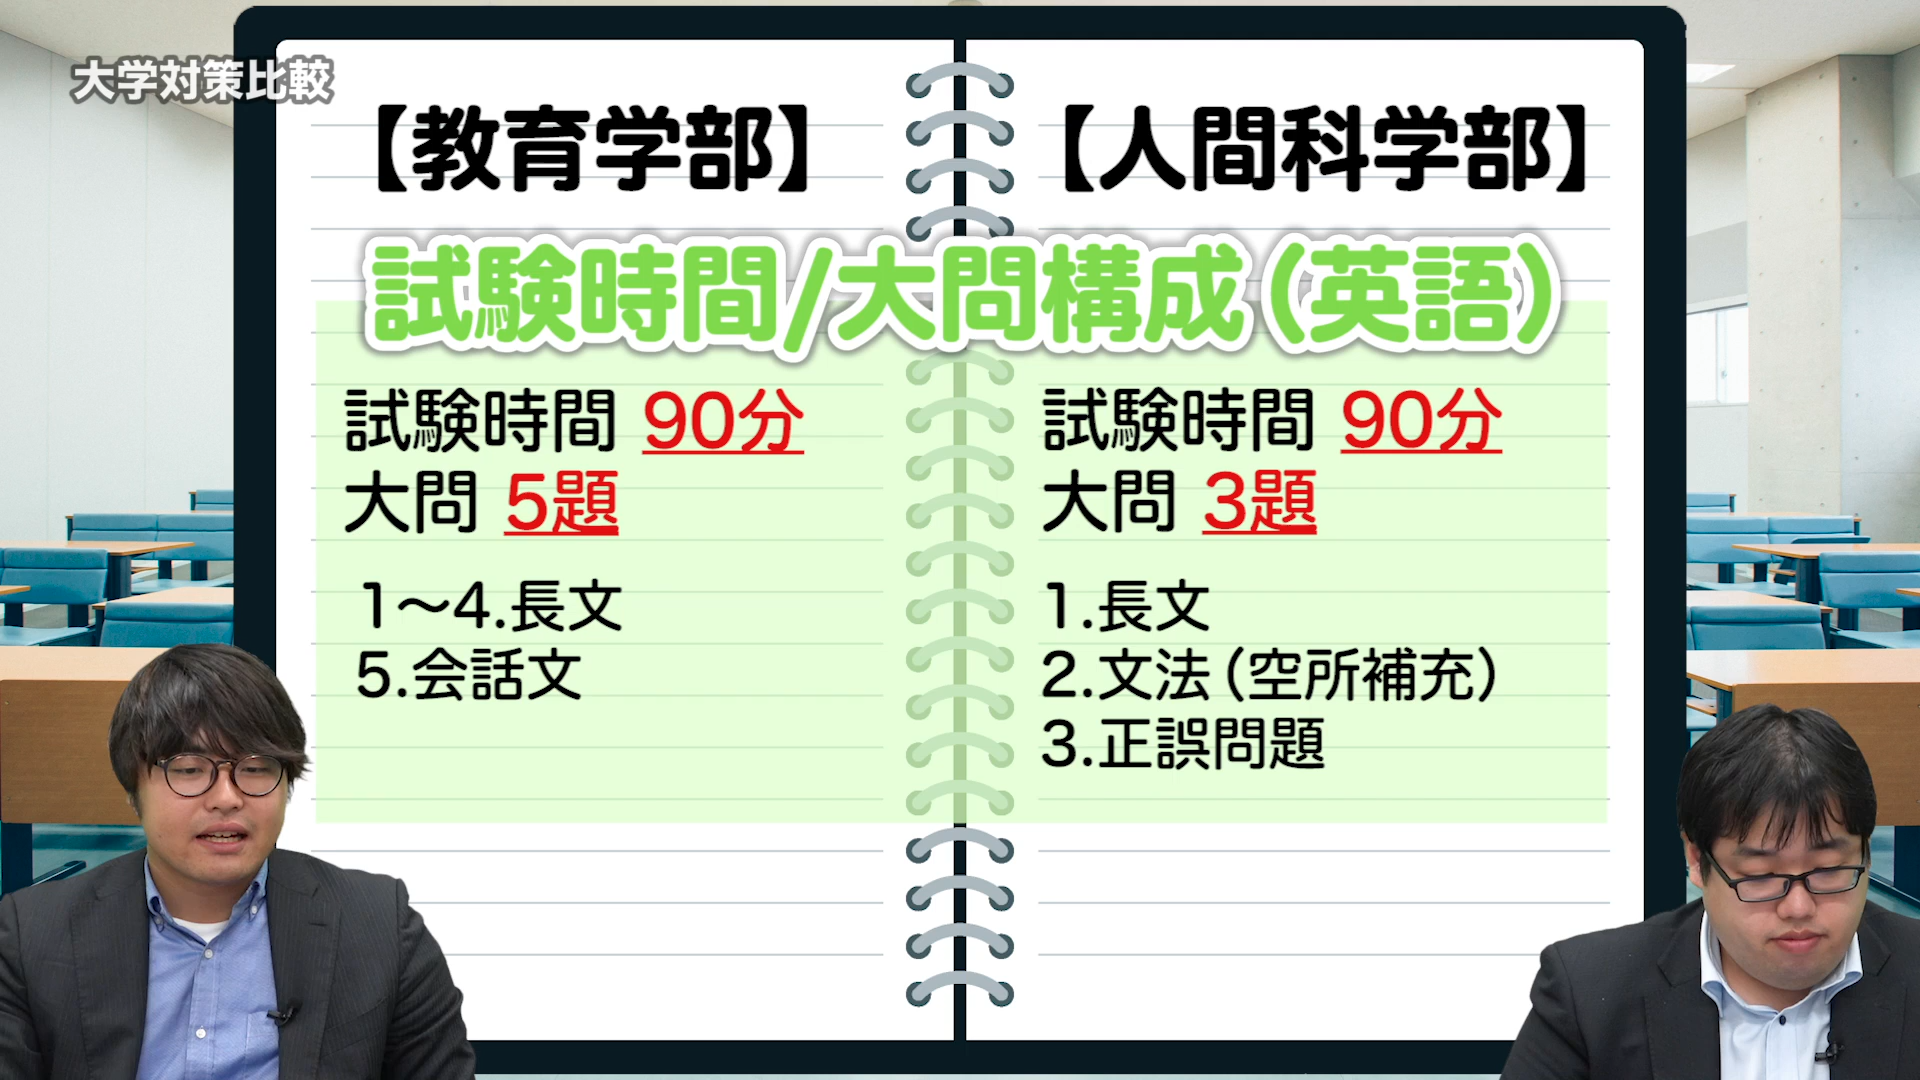 大学対策比較
【教育学部】
【人間科学部】
試験時間/大問構成(英語)
試験時間 90分
大問 5題
1〜4.長文
5.会話文
試験時間 90分
大問 3題
1.長文
2.文法(空所補充)
3.正誤問題